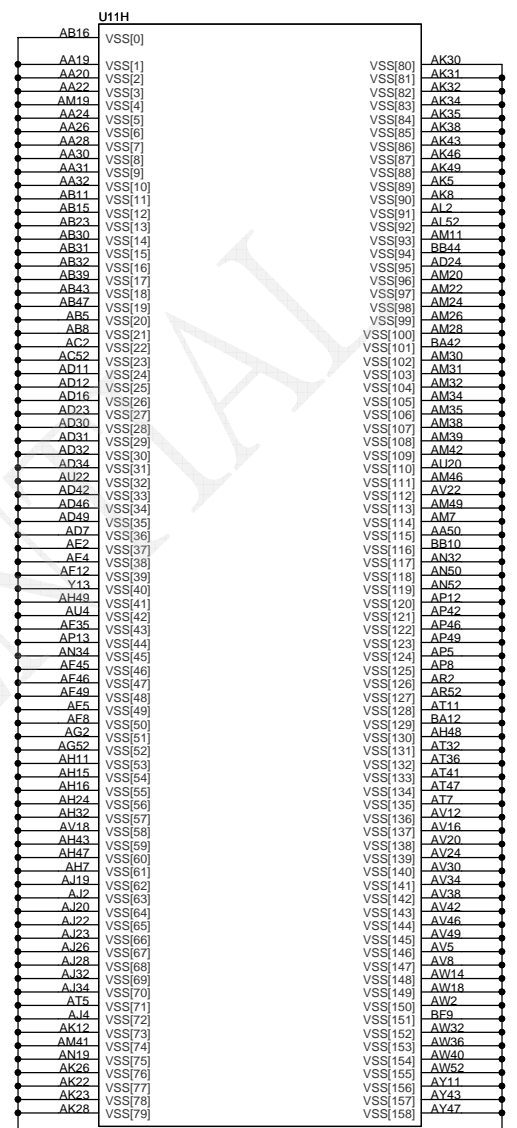 U11H
AB16 VSS[0]
AA19 VSS[1] VSS[80] AK30
AA20 VSS[2] VSS[81] AK31
AA22 VSS[3] VSS[82] AK32
AM19 VSS[4] VSS[83] AK34
AA24 VSS[5] VSS[84] AK35
AA26 VSS[6] VSS[85] AK38
AA28 VSS[7] VSS[86] AK43
AA30 VSS[8] VSS[87] AK46
AA31 VSS[9] VSS[88] AK49
AA32 VSS[10] VSS[89] AK5
AB11 VSS[11] VSS[90] AK8
AB15 VSS[12] VSS[91] AL2
AB23 VSS[13] VSS[92] AL52
AB30 VSS[14] VSS[93] AM11
AB31 VSS[15] VSS[94] BB44
AB32 VSS[16] VSS[95] AD24
AB39 VSS[17] VSS[96] AM20
AB43 VSS[18] VSS[97] AM22
AB47 VSS[19] VSS[98] AM24
AB5 VSS[20] VSS[99] AM26
AB8 VSS[21] VSS[100] AM28
AC2 VSS[22] VSS[101] BA42
AC52 VSS[23] VSS[102] AM30
AD11 VSS[24] VSS[103] AM31
AD12 VSS[25] VSS[104] AM32
AD16 VSS[26] VSS[105] AM34
AD23 VSS[27] VSS[106] AM35
AD30 VSS[28] VSS[107] AM38
AD31 VSS[29] VSS[108] AM39
AD32 VSS[30] VSS[109] AM42
AD34 VSS[31] VSS[110] AU20
AU22 VSS[32] VSS[111] AM46
AD42 VSS[33] VSS[112] AV22
AD46 VSS[34] VSS[113] AM49
AD49 VSS[35] VSS[114] AM7
AD7 VSS[36] VSS[115] AA50
AE2 VSS[37] VSS[116] BB10
AE4 VSS[38] VSS[117] AN32
AF12 VSS[39] VSS[118] AN50
Y13 VSS[40] VSS[119] AN52
AH49 VSS[41] VSS[120] AP12
AU4 VSS[42] VSS[121] AP42
AF35 VSS[43] VSS[122] AP46
AP13 VSS[44] VSS[123] AP49
AN34 VSS[45] VSS[124] AP5
AF45 VSS[46] VSS[125] AP8
AF46 VSS[47] VSS[126] AR2
AF49 VSS[48] VSS[127] AR52
AF5 VSS[49] VSS[128] AT11
AF8 VSS[50] VSS[129] BA12
AG2 VSS[51] VSS[130] AH48
AG52 VSS[52] VSS[131] AT32
AH11 VSS[53] VSS[132] AT36
AH15 VSS[54] VSS[133] AT41
AH16 VSS[55] VSS[134] AT47
AH24 VSS[56] VSS[135] AT7
AH32 VSS[57] VSS[136] AV12
AV18 VSS[58] VSS[137] AV16
AH43 VSS[59] VSS[138] AV20
AH47 VSS[60] VSS[139] AV24
AH7 VSS[61] VSS[140] AV30
AJ19 VSS[62] VSS[141] AV34
AJ2 VSS[63] VSS[142] AV38
AJ20 VSS[64] VSS[143] AV42
AJ22 VSS[65] VSS[144] AV46
AJ23 VSS[66] VSS[145] AV49
AJ26 VSS[67] VSS[146] AV5
AJ28 VSS[68] VSS[147] AV8
AJ32 VSS[69] VSS[148] AW14
AJ34 VSS[70] VSS[149] AW18
AT5 VSS[71] VSS[150] AW2
AJ4 VSS[72] VSS[151] BF9
AK12 VSS[73] VSS[152] AW32
AM41 VSS[74] VSS[153] AW36
AN19 VSS[75] VSS[154] AW40
AK26 VSS[76] VSS[155] AW52
AK22 VSS[77] VSS[156] AY11
AK23 VSS[78] VSS[157] AY43
AK28 VSS[79] VSS[158] AY47